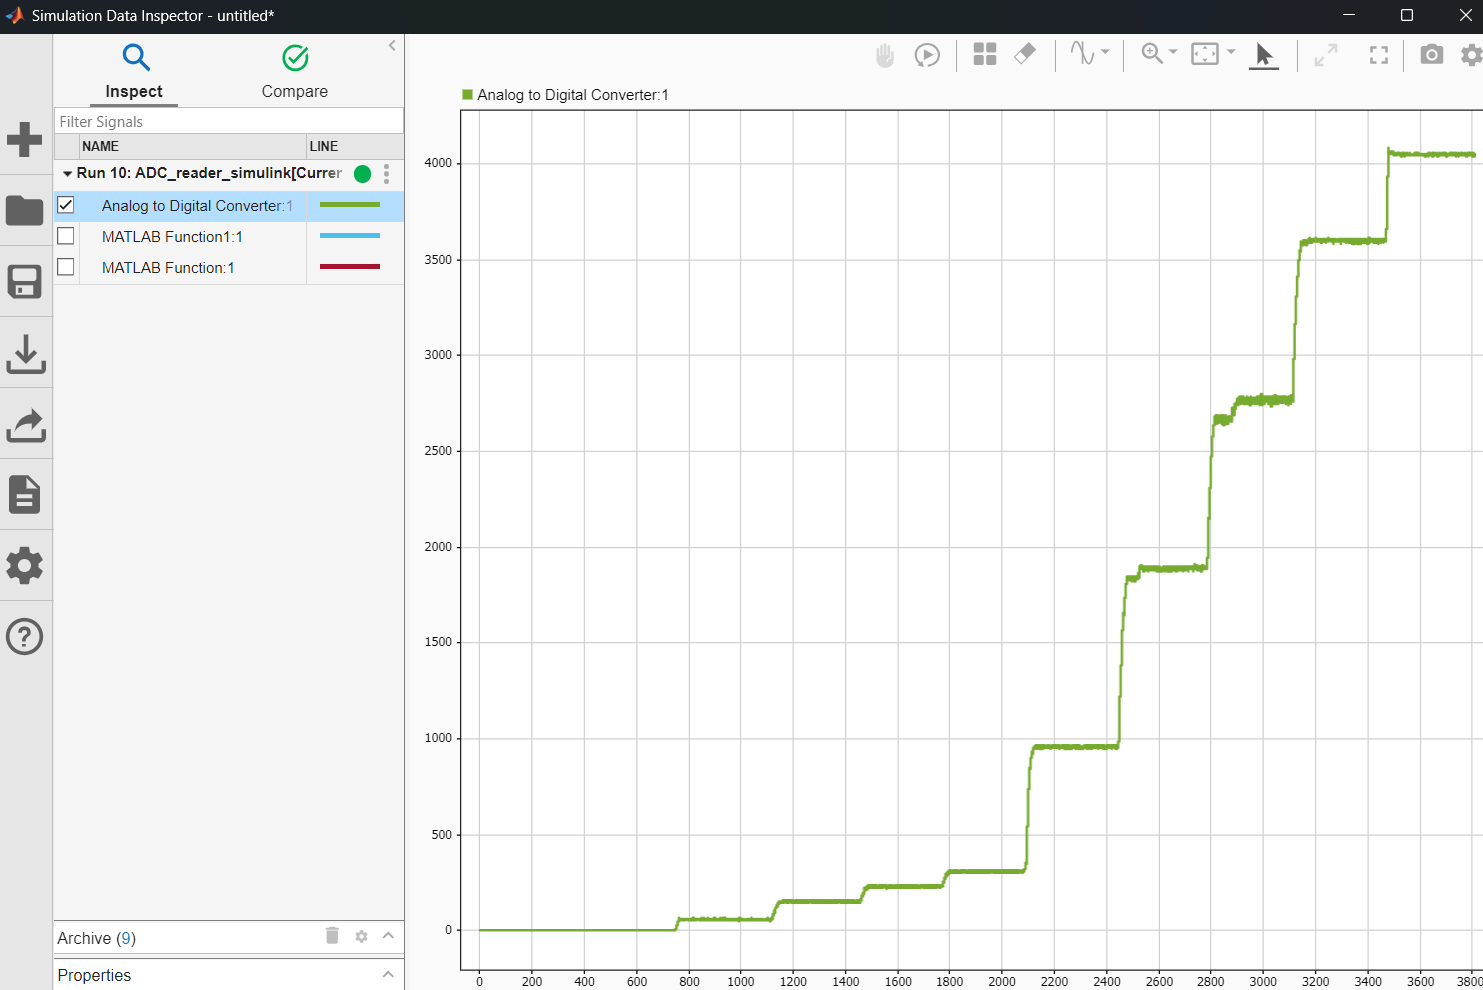 Simulation Data Inspector - untitled*
Inspect
Compare
Filter Signals
NAME
LINE
Run 10: ADC_reader_simulink[Curre
Analog to Digital Converter:1
MATLAB Function1:1
MATLAB Function:1
Archive (9)
Properties
Analog to Digital Converter:1
4000
3500
3000
2500
2000
1500
1000
500
0
0 200 400 600 800 1000 1200 1400 1600 1800 2000 2200 2400 2600 2800 3000 3200 3400 3600 3800